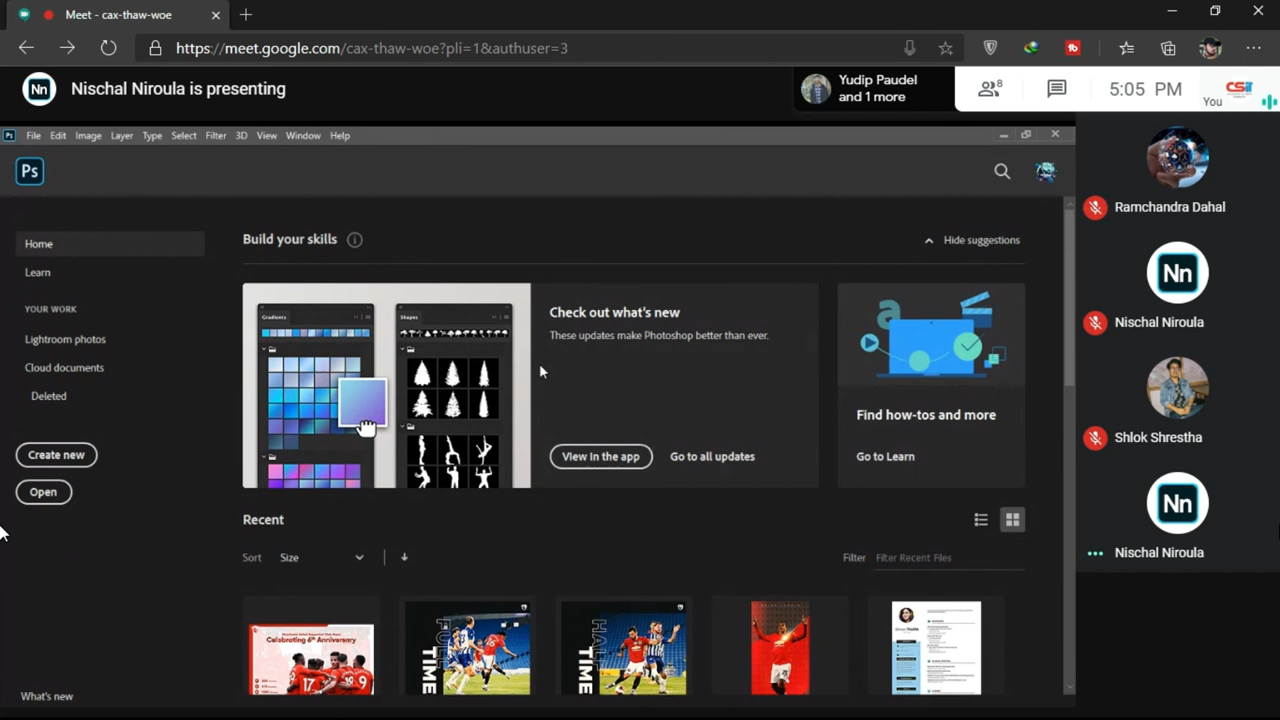 Meet - cax-thaw-woe
https://meet.google.com/cax-thaw-woe?pli=1&authuser=3
Nn
Nischal Niroula is presenting
Yudip Paudel
and 1 more
8
5:05 PM
You
CSiT
Ps
File Edit Image Layer Type Select Filter 3D View Window Help
Ps
Home
Learn
YOUR WORK
Lightroom photos
Cloud documents
Deleted
Create new
Open
What's new
Build your skills
Hide suggestions
Gradients
Shapes
Check out what's new
These updates make Photoshop better than ever.
View in the app
Go to all updates
Find how-tos and more
Go to Learn
Recent
Sort Size
Filter Filter Recent Files
Celebrating 6th Anniversary
17
9
TIME
HALF
TIME
Ramchandra Dahal
Nn
Nischal Niroula
Shlok Shrestha
Nn
Nischal Niroula